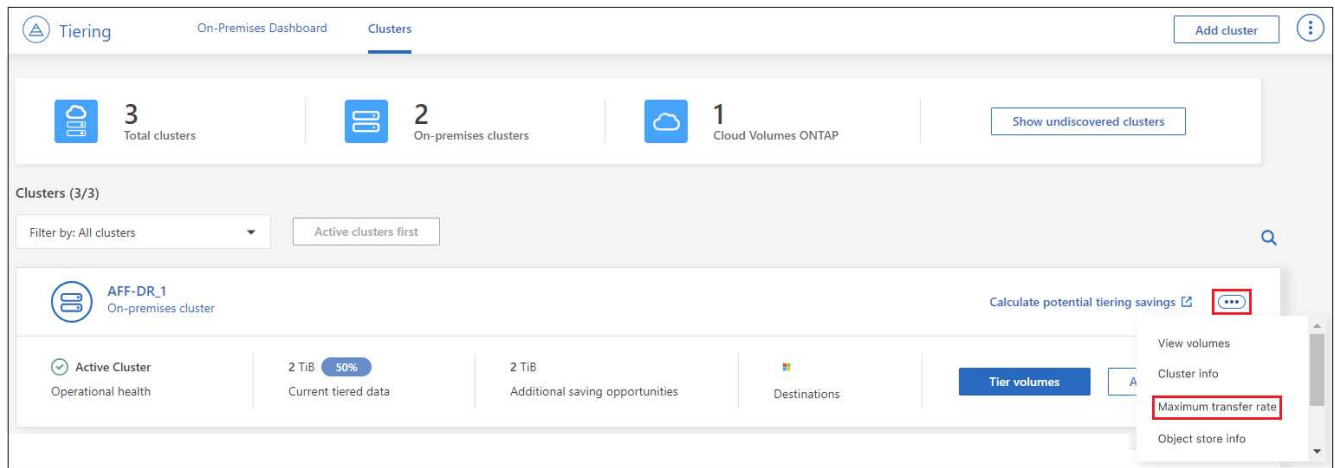 Tiering
On-Premises Dashboard
Clusters
Add cluster
3
Total clusters
2
On-premises clusters
1
Cloud Volumes ONTAP
Show undiscovered clusters
Clusters (3/3)
Filter by: All clusters
Active clusters first
AFF-DR_1
On-premises cluster
Calculate potential tiering savings
Active Cluster
Operational health
2 TiB 50%
Current tiered data
2 TiB
Additional saving opportunities
Destinations
Tier volumes
A
View volumes
Cluster info
Maximum transfer rate
Object store info